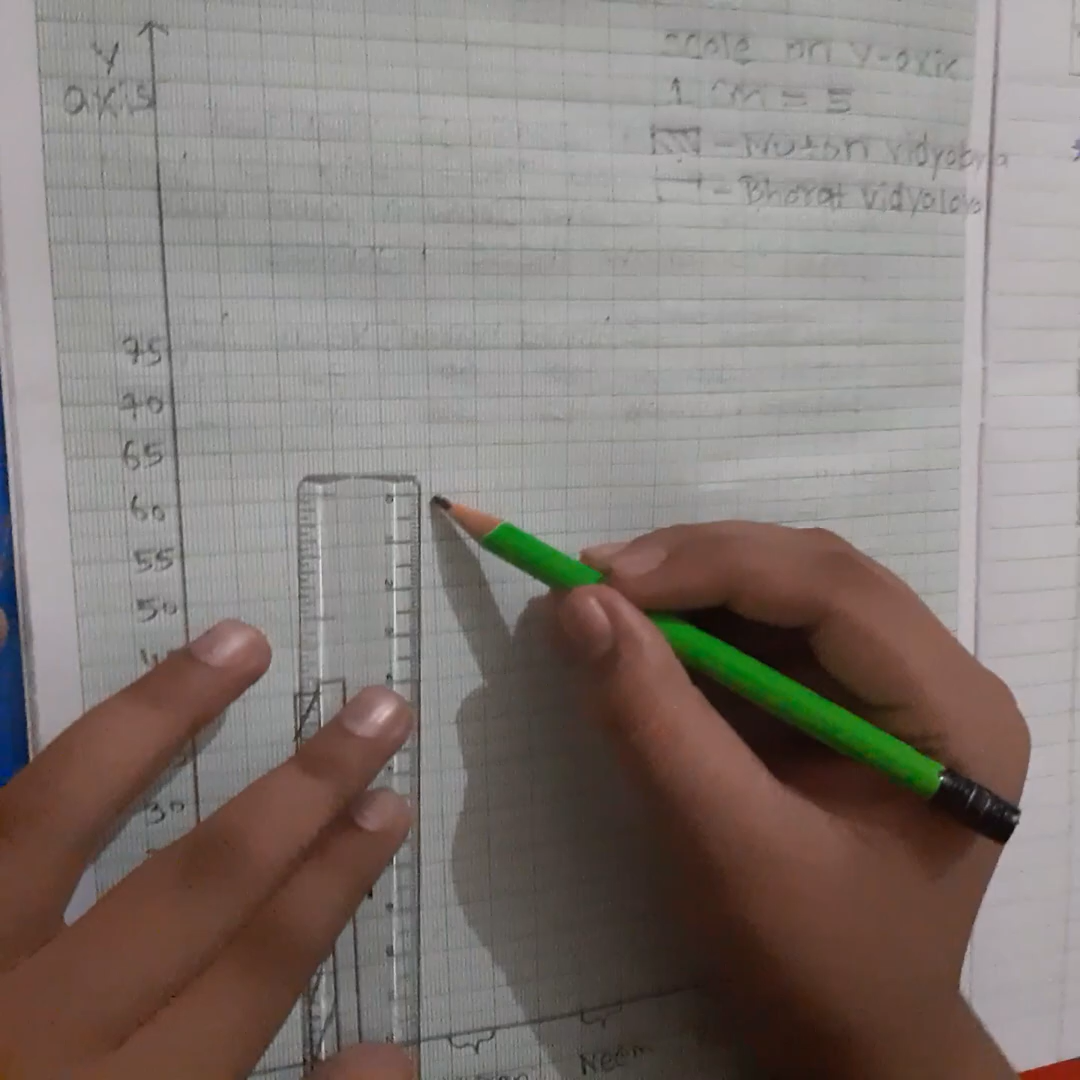 Y
axis
scale on Y-axis
1 cm = 5
- Nutan vidyalaya
- Bharat vidyalaya
75
70
65
60
55
50
30
Neem